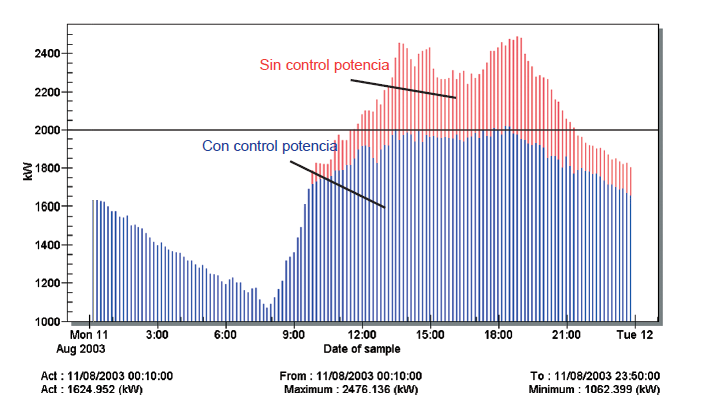 2400
2200
2000
1800
1600
1400
1200
1000
kW
Sin control potencia
Con control potencia
Mon 11 3:00 6:00 9:00 12:00 15:00 18:00 21:00 Tue 12
Aug 2003 Date of sample
Act : 11/08/2003 00:10:00 From : 11/08/2003 00:10:00 To : 11/08/2003 23:50:00
Act : 1624.952 (kW) Maximum : 2476.136 (kW) Minimum : 1062.399 (kW)